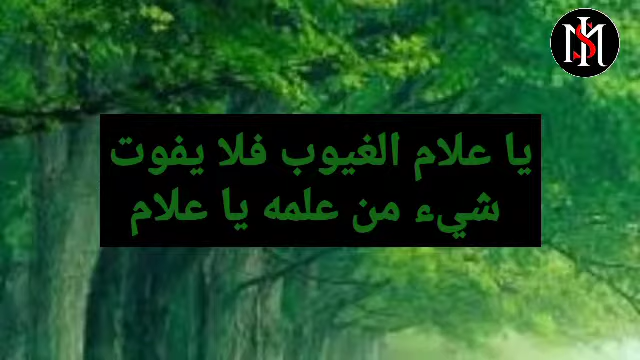 يا علام الغيوب فلا يفوت
شيء من علمه يا علام